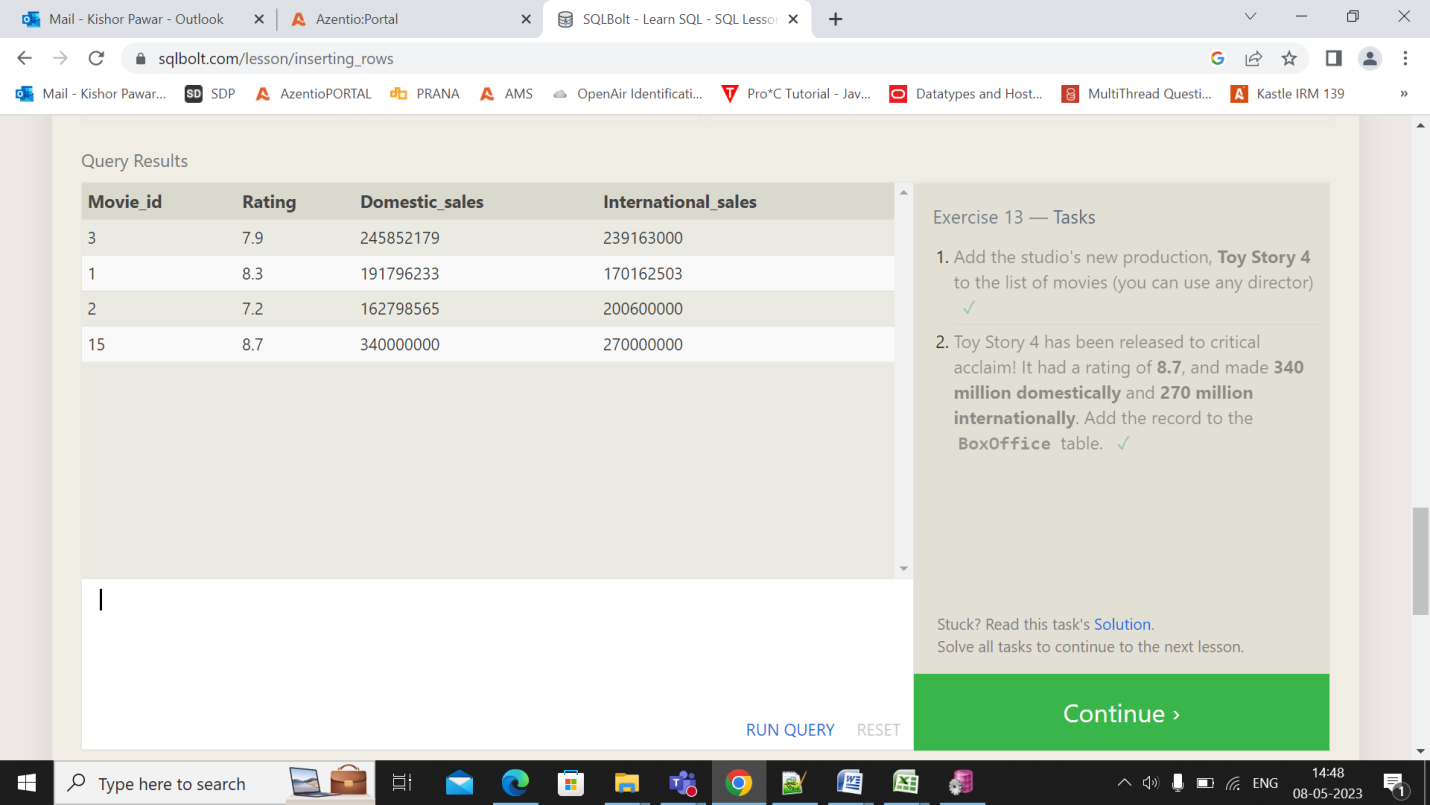 Mail - Kishor Pawar - Outlook
Azentio:Portal
SQLBolt - Learn SQL - SQL Lesson
sqlbolt.com/lesson/inserting_rows
Mail - Kishor Pawar... SDP AzentioPORTAL PRANA AMS OpenAir Identificati... Pro*C Tutorial - Jav... Datatypes and Host... MultiThread Questi... Kastle IRM 139 »
Query Results
Movie_id Rating Domestic_sales International_sales
3 7.9 245852179 239163000
1 8.3 191796233 170162503
2 7.2 162798565 200600000
15 8.7 340000000 270000000
Exercise 13 — Tasks
1. Add the studio's new production, Toy Story 4
to the list of movies (you can use any director)
✓
2. Toy Story 4 has been released to critical
acclaim! It had a rating of 8.7, and made 340
million domestically and 270 million
internationally. Add the record to the
BoxOffice table. ✓
Stuck? Read this task's Solution.
Solve all tasks to continue to the next lesson.
RUN QUERY RESET
Continue ›
Type here to search
ENG
14:48
08-05-2023
1